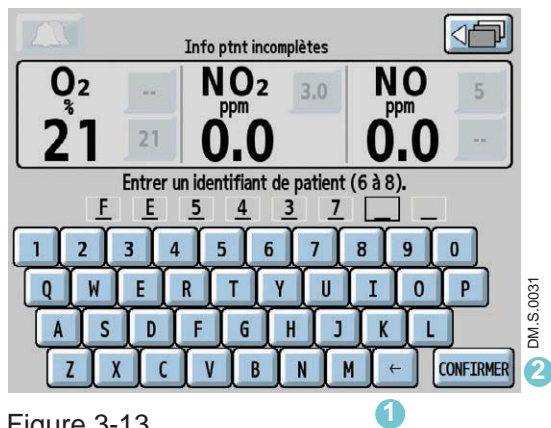 Info ptnt incomplètes
O2 % -- NO2 ppm 3.0 NO ppm 5
21 21 0.0 0.0 --
Entrer un identifiant de patient (6 à 8).
F E 5 4 3 7 _ _
1 2 3 4 5 6 7 8 9 0
Q W E R T Y U I O P
A S D F G H J K L
Z X C V B N M ← CONFIRMER
DM.S.0031
1 2
Figure 3-13